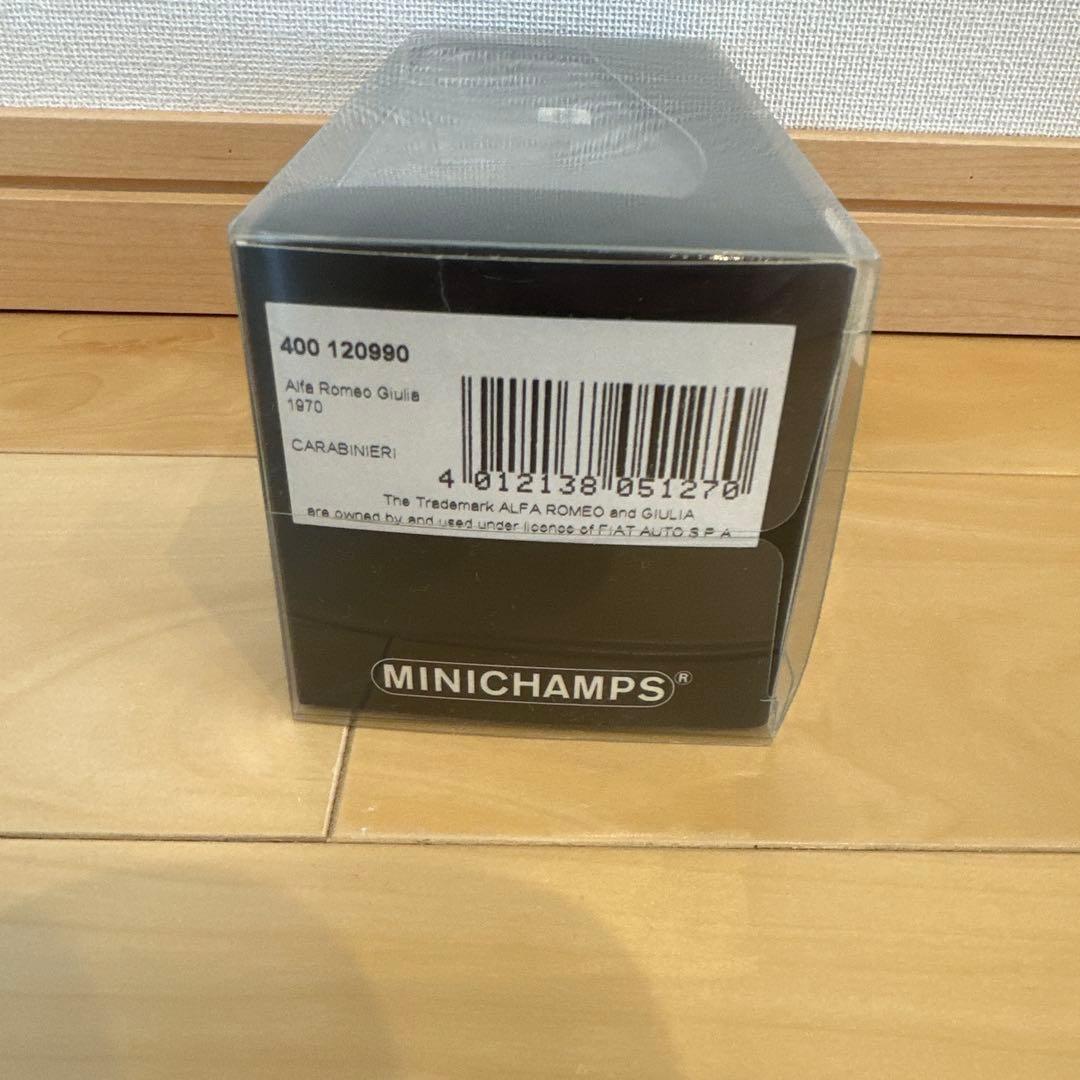 400 120990
Alfa Romeo Giulia
1970
CARABINIERI
4 012138 051270
The Trademark ALFA ROMEO and GIULIA
are owned by and used under licence of FIAT AUTO S P A
MINICHAMPS®